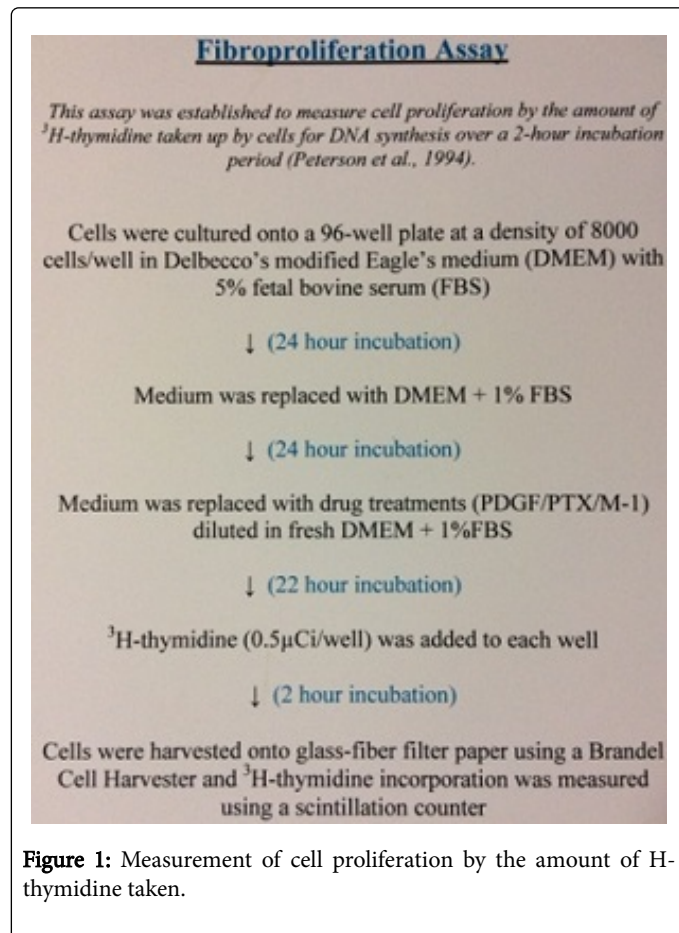 Fibroproliferation Assay
This assay was established to measure cell proliferation by the amount of
³H-thymidine taken up by cells for DNA synthesis over a 2-hour incubation
period (Peterson et al., 1994).
Cells were cultured onto a 96-well plate at a density of 8000
cells/well in Delbecco's modified Eagle's medium (DMEM) with
5% fetal bovine serum (FBS)
↓ (24 hour incubation)
Medium was replaced with DMEM + 1% FBS
↓ (24 hour incubation)
Medium was replaced with drug treatments (PDGF/PTX/M-1)
diluted in fresh DMEM + 1%FBS
↓ (22 hour incubation)
³H-thymidine (0.5µCi/well) was added to each well
↓ (2 hour incubation)
Cells were harvested onto glass-fiber filter paper using a Brandel
Cell Harvester and ³H-thymidine incorporation was measured
using a scintillation counter
Figure 1: Measurement of cell proliferation by the amount of H-
thymidine taken.